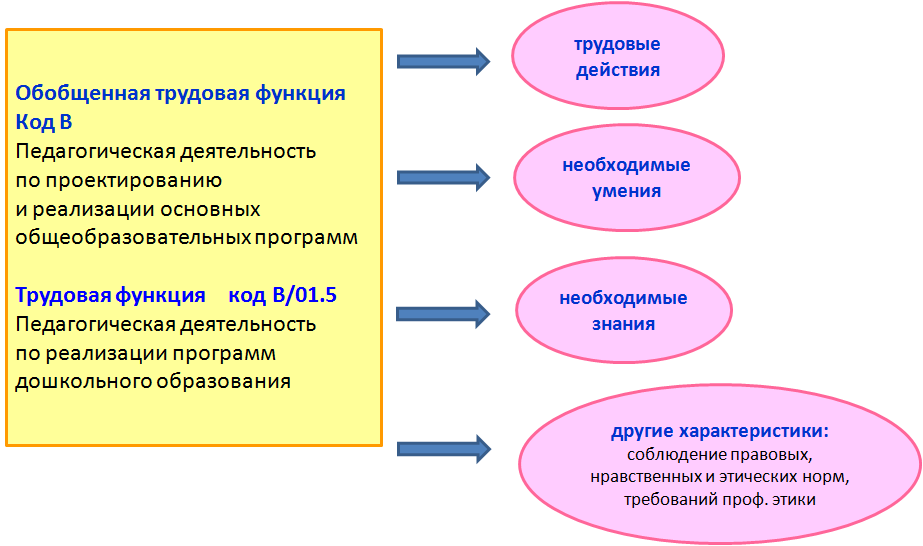 Обобщенная трудовая функция
Код В
Педагогическая деятельность
по проектированию
и реализации основных
общеобразовательных программ
Трудовая функция код В/01.5
Педагогическая деятельность
по реализации программ
дошкольного образования
трудовые
действия
необходимые
умения
необходимые
знания
другие характеристики:
соблюдение правовых,
нравственных и этических норм,
требований проф. этики